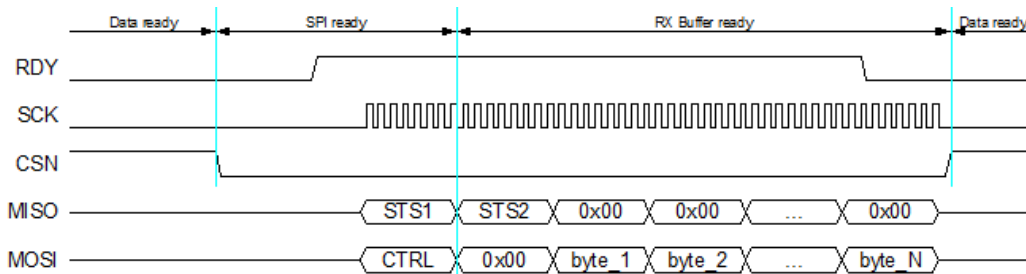 Data ready SPI ready RX Buffer ready Data ready
RDY
SCK
CSN
MISO STS1 STS2 0x00 0x00 ... 0x00
MOSI CTRL 0x00 byte_1 byte_2 ... byte_N